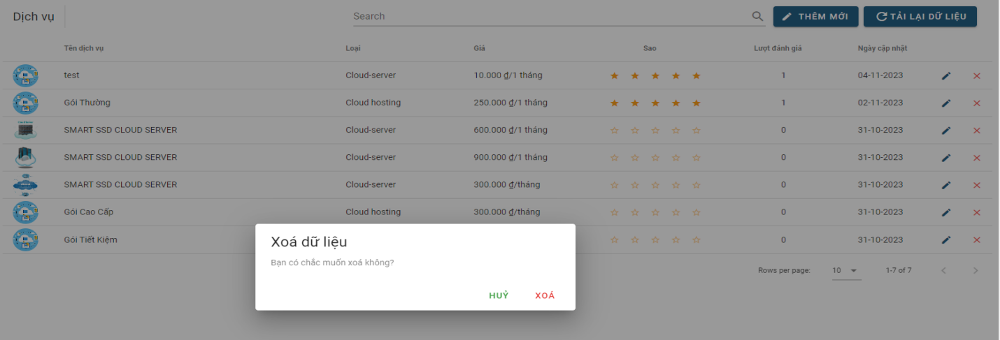 Dịch vụ Search THÊM MỚI TẢI LẠI DỮ LIỆU
Tên dịch vụ Loại Giá Sao Lượt đánh giá Ngày cập nhật
test Cloud-server 10.000 ₫/1 tháng 1 04-11-2023
Gói Thường Cloud hosting 250.000 ₫/1 tháng 1 02-11-2023
SMART SSD CLOUD SERVER Cloud-server 600.000 ₫/1 tháng 0 31-10-2023
SMART SSD CLOUD SERVER Cloud-server 900.000 ₫/1 tháng 0 31-10-2023
SMART SSD CLOUD SERVER Cloud-server 300.000 ₫/tháng 0 31-10-2023
Gói Cao Cấp Cloud hosting 300.000 ₫/tháng 0 31-10-2023
Gói Tiết Kiệm 0 31-10-2023
Xoá dữ liệu
Bạn có chắc muốn xoá không?
HUỶ XOÁ
Rows per page: 10 1-7 of 7